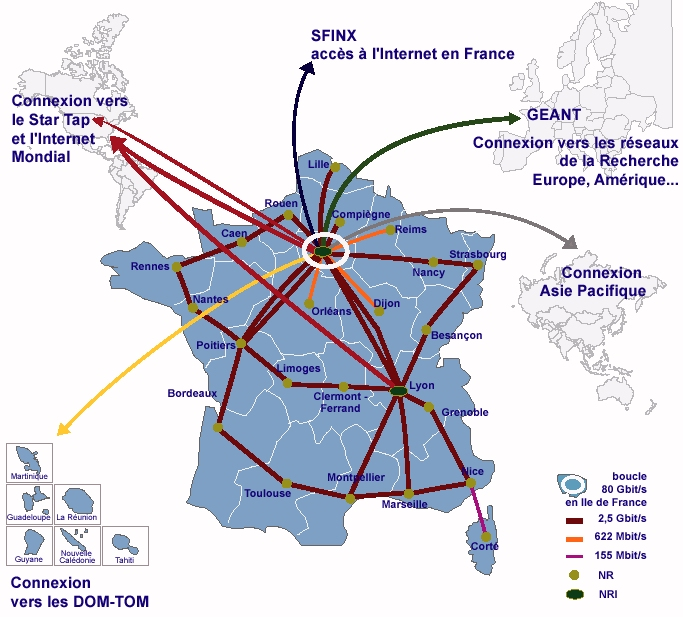 SFINX
accès à l'Internet en France
Connexion vers
le Star Tap
et l'Internet
Mondial
GEANT
Connexion vers les réseaux
de la Recherche
Europe, Amérique...
Lille
Rouen
Compiègne
Caen
Reims
Strasbourg
Rennes
Nancy
Connexion
Asie Pacifique
Nantes
Orléans
Dijon
Poitiers
Besançon
Limoges
Lyon
Bordeaux
Clermont -
Ferrand
Grenoble
Montpellier
Nice
Toulouse
Marseille
Corté
Martinique
Guadeloupe
La Réunion
Guyane
Nouvelle
Calédonie
Tahiti
Connexion
vers les DOM-TOM
boucle
80 Gbit/s
en Ile de France
2,5 Gbit/s
622 Mbit/s
155 Mbit/s
NR
NRI